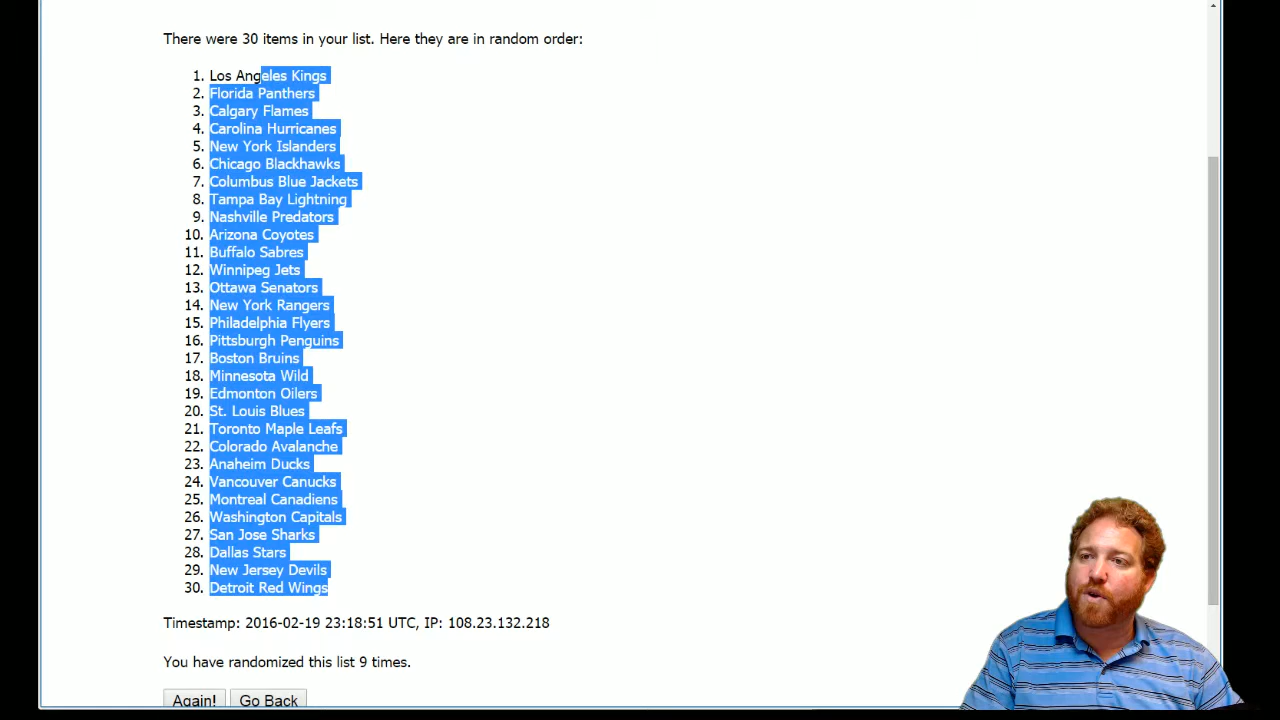 There were 30 items in your list. Here they are in random order:
1. Los Angeles Kings
2. Florida Panthers
3. Calgary Flames
4. Carolina Hurricanes
5. New York Islanders
6. Chicago Blackhawks
7. Columbus Blue Jackets
8. Tampa Bay Lightning
9. Nashville Predators
10. Arizona Coyotes
11. Buffalo Sabres
12. Winnipeg Jets
13. Ottawa Senators
14. New York Rangers
15. Philadelphia Flyers
16. Pittsburgh Penguins
17. Boston Bruins
18. Minnesota Wild
19. Edmonton Oilers
20. St. Louis Blues
21. Toronto Maple Leafs
22. Colorado Avalanche
23. Anaheim Ducks
24. Vancouver Canucks
25. Montreal Canadiens
26. Washington Capitals
27. San Jose Sharks
28. Dallas Stars
29. New Jersey Devils
30. Detroit Red Wings
Timestamp: 2016-02-19 23:18:51 UTC, IP: 108.23.132.218
You have randomized this list 9 times.
Again! Go Back